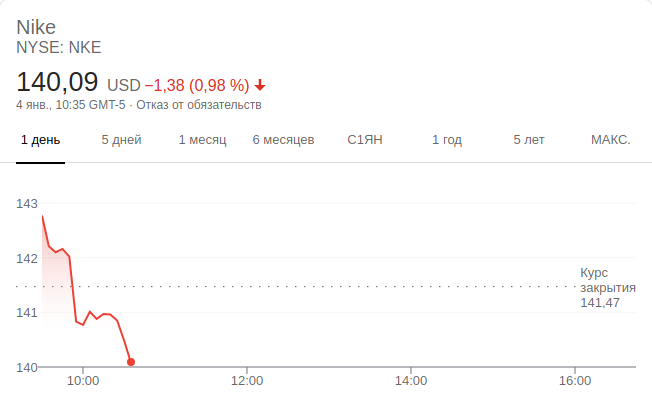 Nike
NYSE: NKE
140,09 USD −1,38 (0,98 %)
4 янв., 10:35 GMT-5 · Отказ от обязательств
1 день 5 дней 1 месяц 6 месяцев С1ЯН 1 год 5 лет МАКС.
143
142
Курс
закрытия
141,47
141
140
10:00 12:00 14:00 16:00